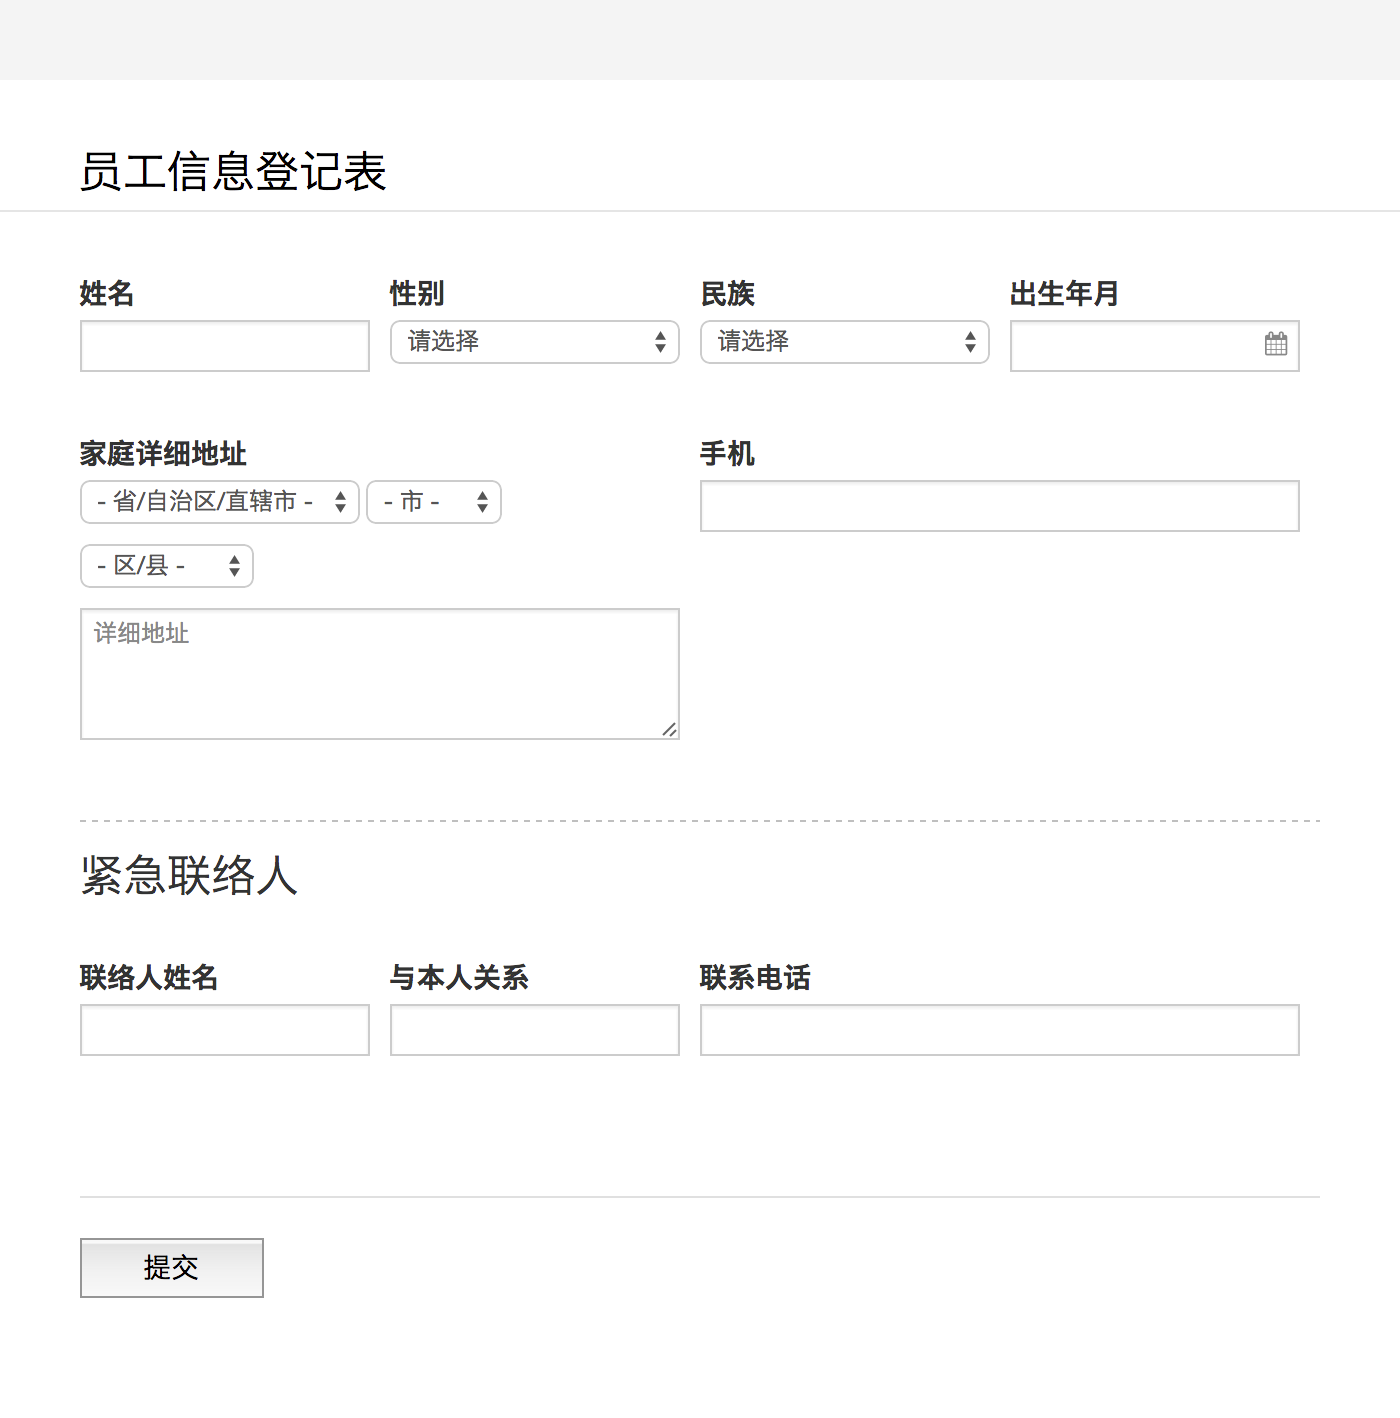 员工信息登记表
姓名 性别 民族 出生年月
请选择 请选择
家庭详细地址 手机
- 省/自治区/直辖市 - - 市 -
- 区/县 -
详细地址
紧急联络人
联络人姓名 与本人关系 联系电话
提交